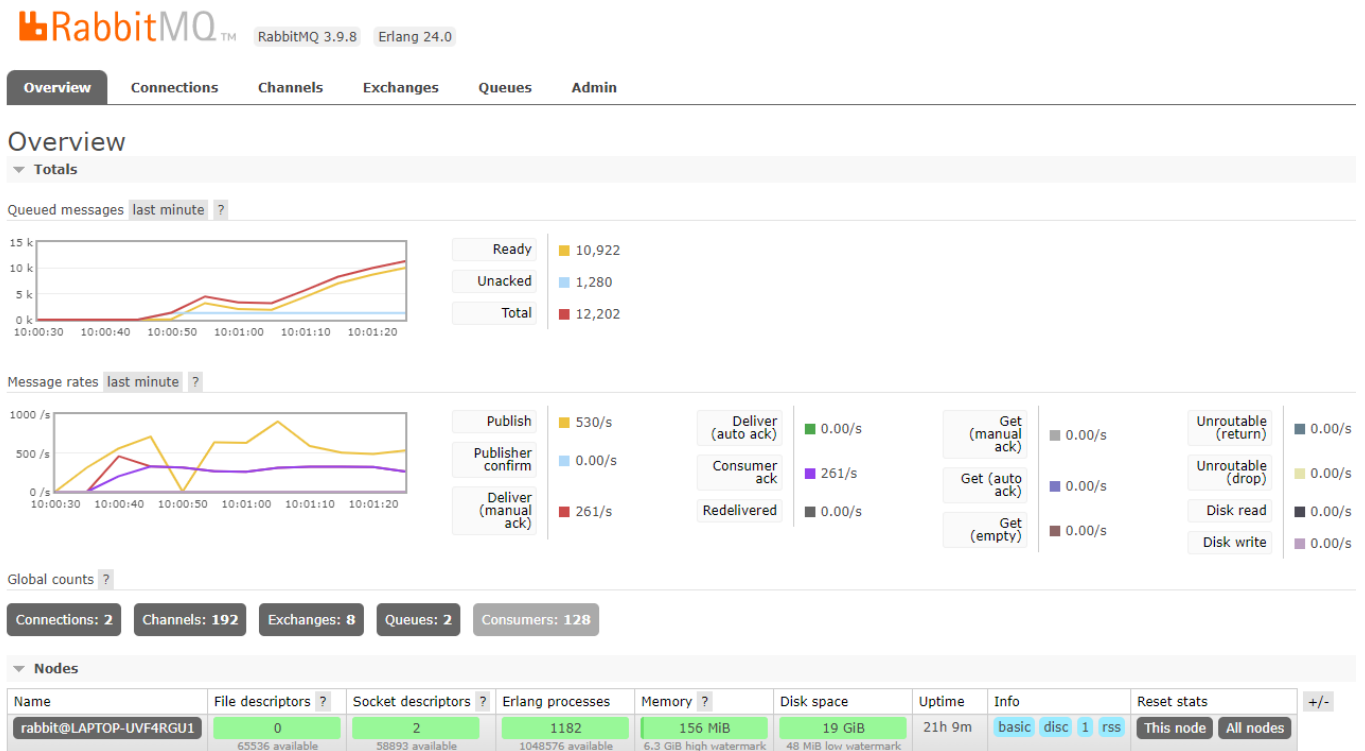 RabbitMQ TM RabbitMQ 3.9.8 Erlang 24.0
Overview Connections Channels Exchanges Queues Admin
Overview
Totals
Queued messages last minute ?
15 k
10 k
5 k
0 k
10:00:30 10:00:40 10:00:50 10:01:00 10:01:10 10:01:20
Ready 10,922
Unacked 1,280
Total 12,202
Message rates last minute ?
1000 /s
500 /s
0 /s
10:00:30 10:00:40 10:00:50 10:01:00 10:01:10 10:01:20
Publish 530/s
Publisher
confirm 0.00/s
Deliver
(manual
ack) 261/s
Deliver
(auto ack) 0.00/s
Consumer
ack 261/s
Redelivered 0.00/s
Get
(manual
ack) 0.00/s
Get (auto
ack) 0.00/s
Get
(empty) 0.00/s
Unroutable
(return) 0.00/s
Unroutable
(drop) 0.00/s
Disk read 0.00/s
Disk write 0.00/s
Global counts ?
Connections: 2 Channels: 192 Exchanges: 8 Queues: 2 Consumers: 128
Nodes
Name File descriptors ? Socket descriptors ? Erlang processes Memory ? Disk space Uptime Info Reset stats +/-
rabbit@LAPTOP-UVF4RGU1 0 2 1182 156 MiB 19 GiB 21h 9m basic disc 1 rss This node All nodes
65536 available 58893 available 1048576 available 6.3 GiB high watermark 48 MiB low watermark